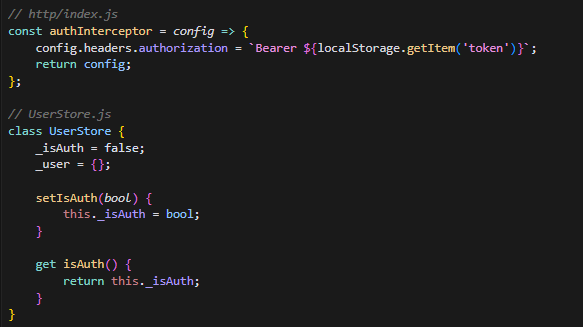 // http/index.js
const authInterceptor = config => {
    config.headers.authorization = `Bearer ${localStorage.getItem('token')}`;
    return config;
};

// UserStore.js
class UserStore {
    _isAuth = false;
    _user = {};

    setIsAuth(bool) {
        this._isAuth = bool;
    }

    get isAuth() {
        return this._isAuth;
    }
}